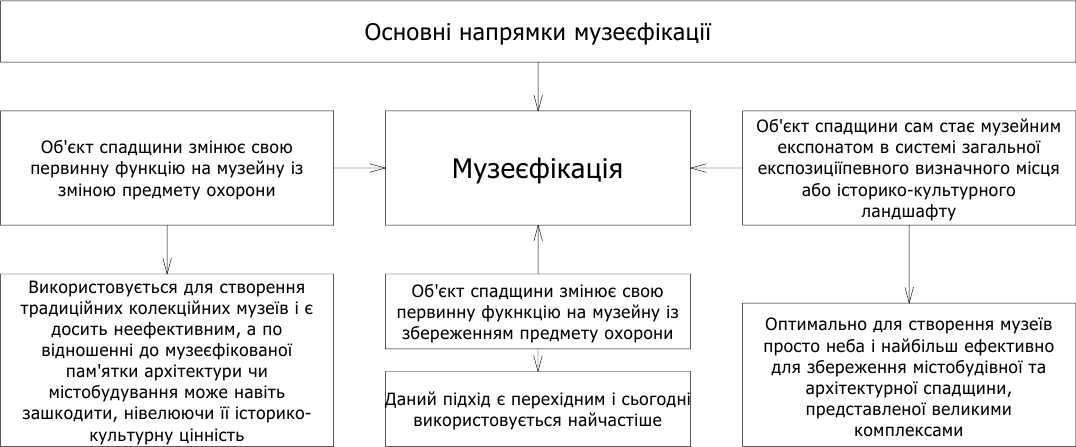 Основні напрямки музеєфікації
Об'єкт спадщини змінює свою
первинну функцію на музейну із
зміною предмету охорони
Музеєфікація
Об'єкт спадщини сам стає музейним
експонатом в системі загальної
експозиціїпевного визначного місця
або історико-культурного
ландшафту
Використовується для створення
традиційних колекційних музеїв і є
досить неефективним, а по
відношенні до музеєфікованої
пам'ятки архітектури чи
містобудування може навіть
зашкодити, нівелюючи її історико-
культурну цінність
Об'єкт спадщини змінює свою
первинну фукнкцію на музейну із
збереженням предмету охорони
Даний підхід є перехідним і сьогодні
використовується найчастіше
Оптимально для створення музеїв
просто неба і найбільш ефективно
для збереження містобудівної та
архітектурної спадщини,
представленої великими
комплексами